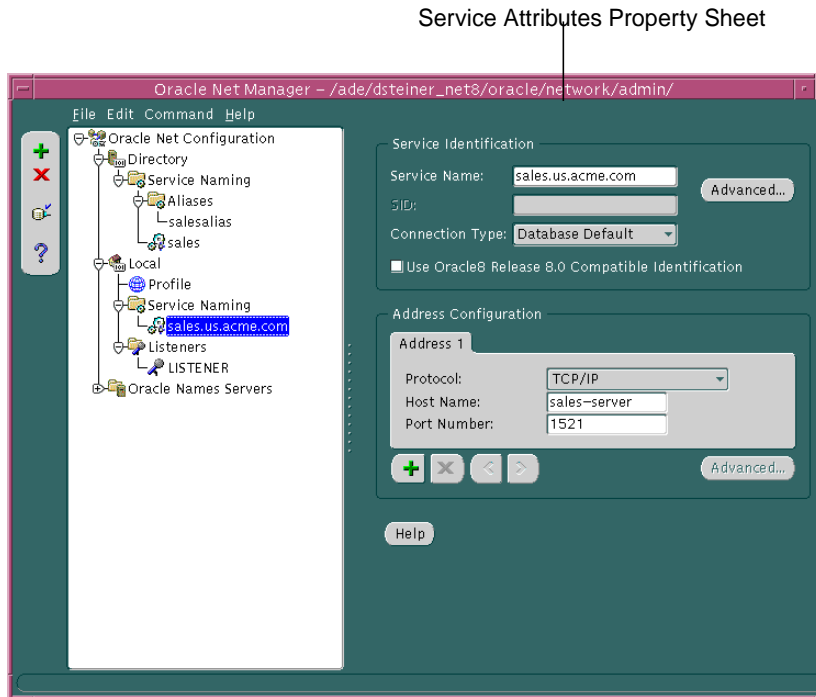 Service Attributes Property Sheet
Oracle Net Manager – /ade/dsteiner_net8/oracle/network/admin/
File Edit Command Help
Oracle Net Configuration
Directory
Service Naming
Aliases
salesalias
sales
Local
Profile
Service Naming
sales.us.acme.com
Listeners
LISTENER
Oracle Names Servers
Service Identification
Service Name: sales.us.acme.com
Advanced...
SID:
Connection Type: Database Default
Use Oracle8 Release 8.0 Compatible Identification
Address Configuration
Address 1
Protocol: TCP/IP
Host Name: sales-server
Port Number: 1521
Advanced...
Help